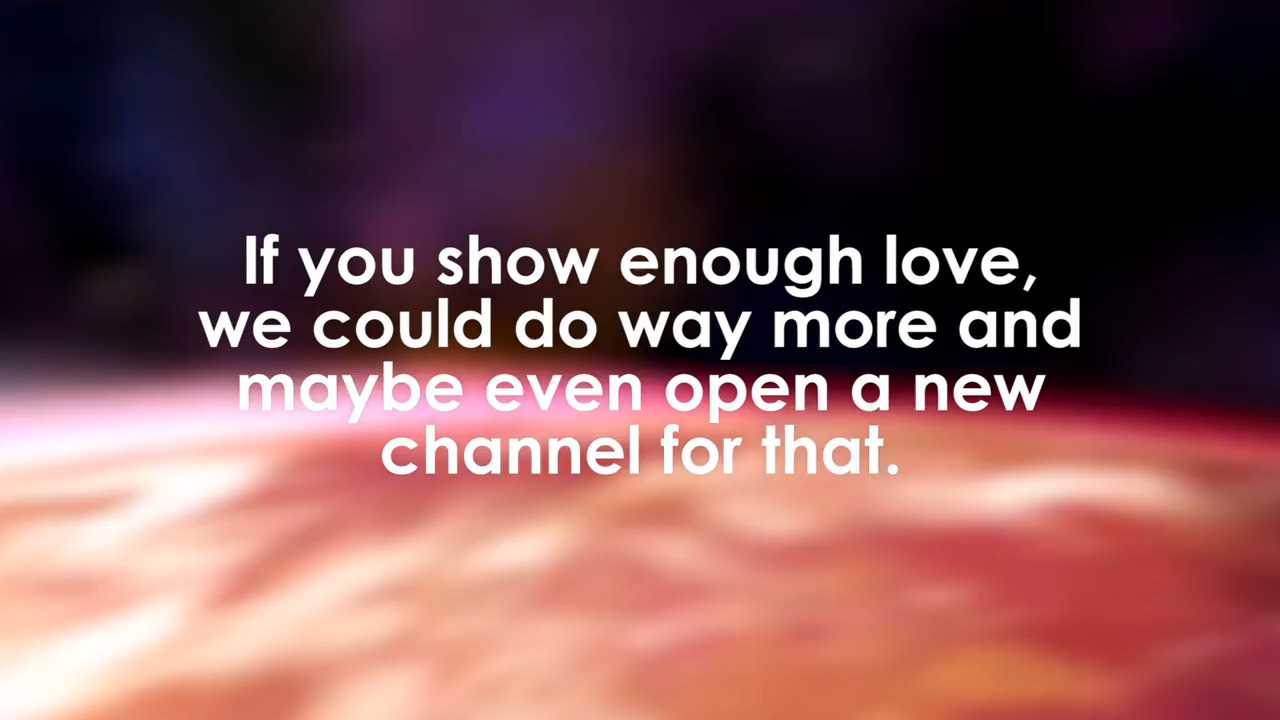 If you show enough love,
we could do way more and
maybe even open a new
channel for that.